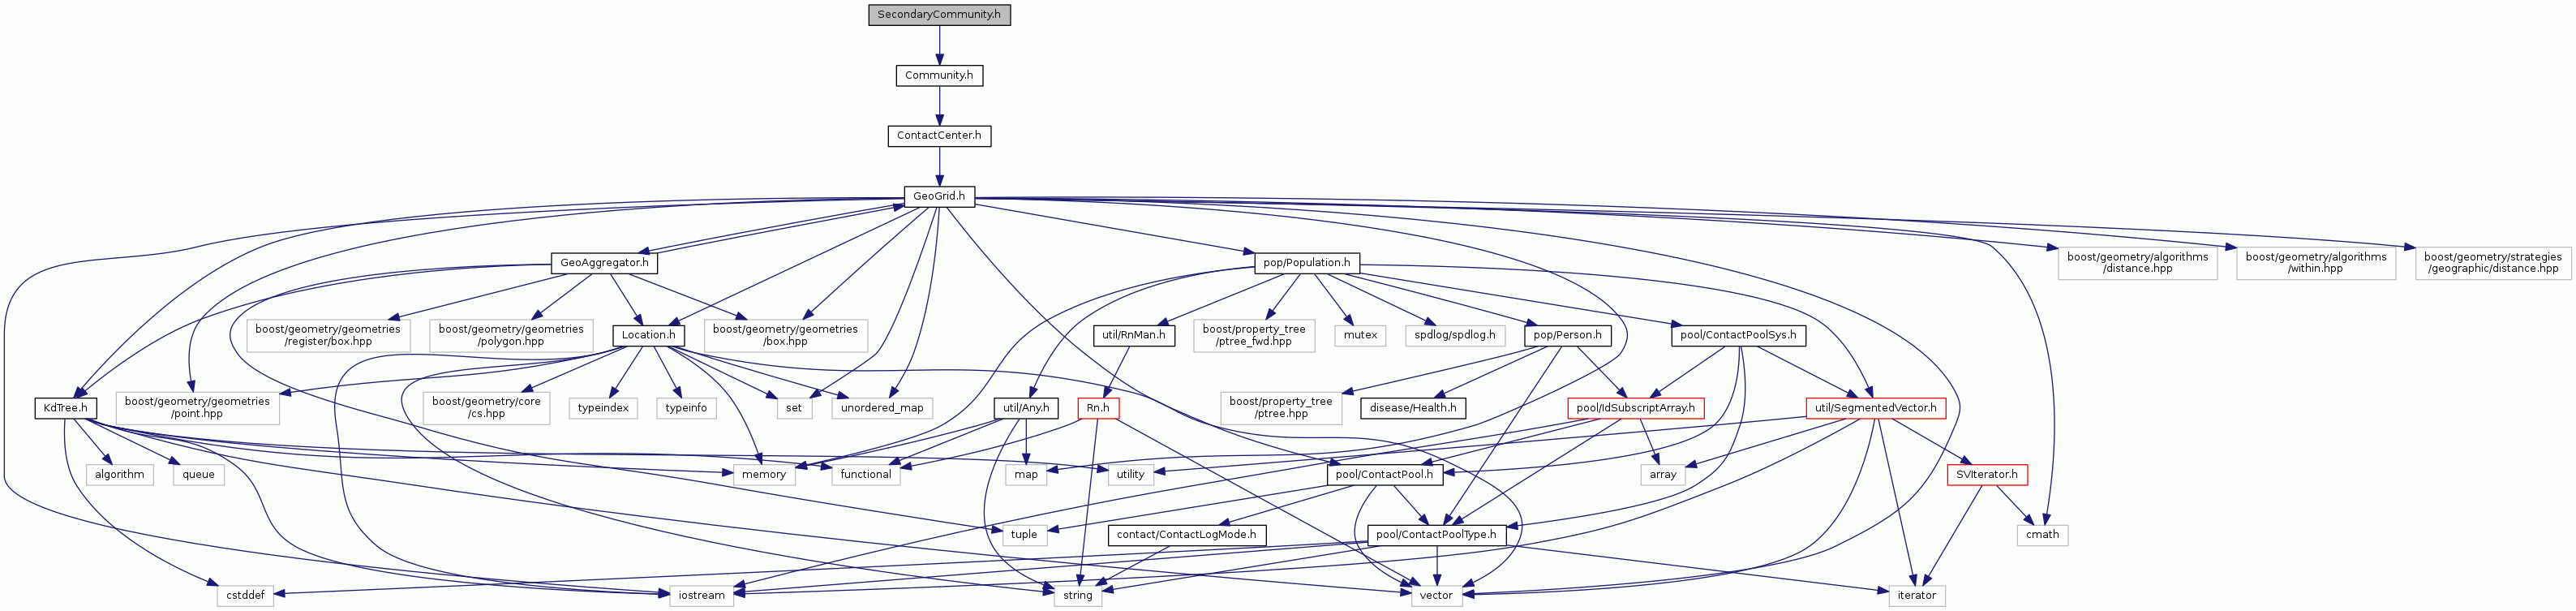 SecondaryCommunity.h
Community.h
ContactCenter.h
GeoGrid.h
GeoAggregator.h
pop/Population.h
boost/geometry/algorithms
/distance.hpp
boost/geometry/algorithms
/within.hpp
boost/geometry/strategies
/geographic/distance.hpp
boost/geometry/geometries
/register/box.hpp
boost/geometry/geometries
/polygon.hpp
Location.h
boost/geometry/geometries
/box.hpp
util/RnMan.h
boost/property_tree
/ptree_fwd.hpp
mutex
spdlog/spdlog.h
pop/Person.h
pool/ContactPoolSys.h
KdTree.h
boost/geometry/geometries
/point.hpp
boost/geometry/core
/cs.hpp
typeindex
typeinfo
set
unordered_map
util/Any.h
Rn.h
boost/property_tree
/ptree.hpp
disease/Health.h
pool/IdSubscriptArray.h
util/SegmentedVector.h
algorithm
queue
memory
functional
map
utility
pool/ContactPool.h
array
SVIterator.h
tuple
contact/ContactLogMode.h
pool/ContactPoolType.h
cmath
cstddef
iostream
string
vector
iterator